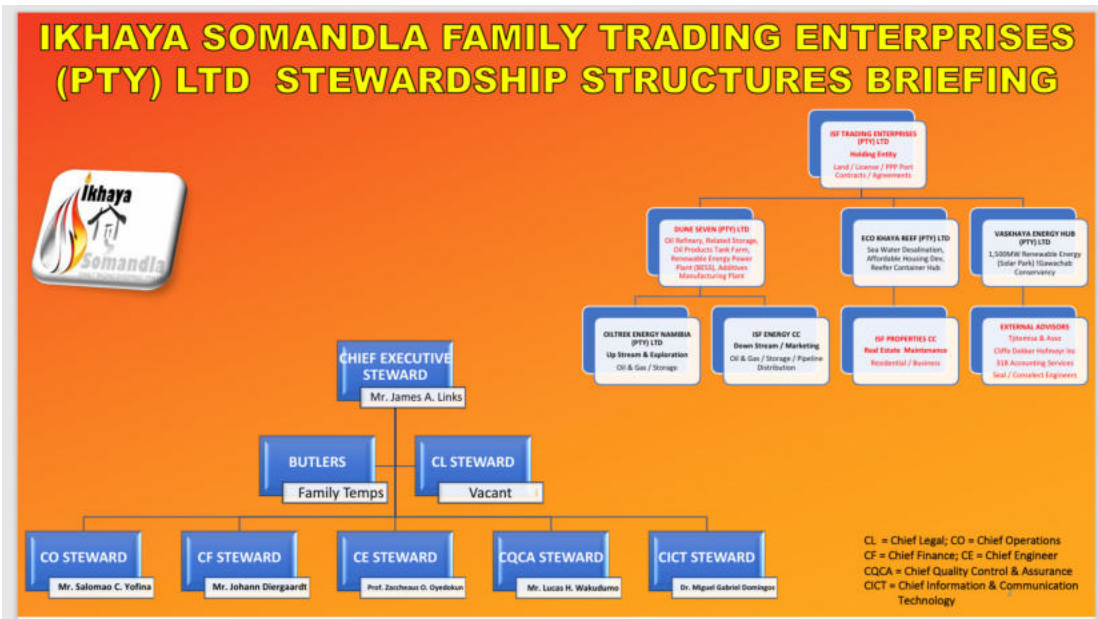 IKHAYA SOMANDLA FAMILY TRADING ENTERPRISES
(PTY) LTD STEWARDSHIP STRUCTURES BRIEFING
Ikhaya
Somandla
ISF TRADING ENTERPRISES
(PTY) LTD
Holding Entity
Land / License / PPP Port
Contracts / Agreements
DUNE SEVEN (PTY) LTD
Oil Refinery, Related Storage,
Oil Products Tank Farm,
Renewable Energy Power
Plant (BESS), Additives
Manufacturing Plant
ECO KHAYA REEF (PTY) LTD
Sea Water Desalination,
Affordable Housing Dev,
Reefer Container Hub
VASKHAYA ENERGY HUB
(PTY) LTD
1,500MW Renewable Energy
(Solar Park) !Gawachab
Conservancy
OILTREK ENERGY NAMIBIA
(PTY) LTD
Up Stream & Exploration
Oil & Gas / Storage
ISF ENERGY CC
Down Stream / Marketing
Oil & Gas / Storage / Pipeline
Distribution
ISF PROPERTIES CC
Real Estate Maintenance
Residential / Business
EXTERNAL ADVISORS
Tjitemisa & Asso
Cliffe Dekker Hofmeyr Inc
318 Accounting Services
Seal / Conselect Engineers
CHIEF EXECUTIVE
STEWARD
Mr. James A. Links
BUTLERS
Family Temps
CL STEWARD
Vacant
CO STEWARD
Mr. Salomao C. Yofina
CF STEWARD
Mr. Johann Diergaardt
CE STEWARD
Prof. Zaccheaus O. Oyedokun
CQCA STEWARD
Mr. Lucas H. Wakudumo
CICT STEWARD
Dr. Miguel Gabriel Domingos
CL = Chief Legal; CO = Chief Operations
CF = Chief Finance; CE = Chief Engineer
CQCA = Chief Quality Control & Assurance
CICT = Chief Information & Communication
Technology